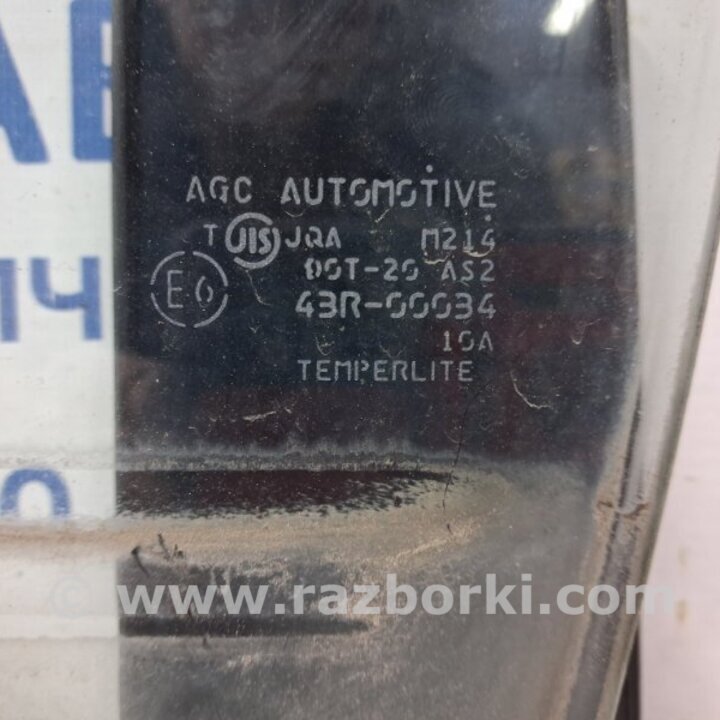 AGC AUTOMOTIVE
T JIS JQA M214
DOT-20 AS2
E6 43R-00034
10A
TEMPERLITE
© www.razborki.com